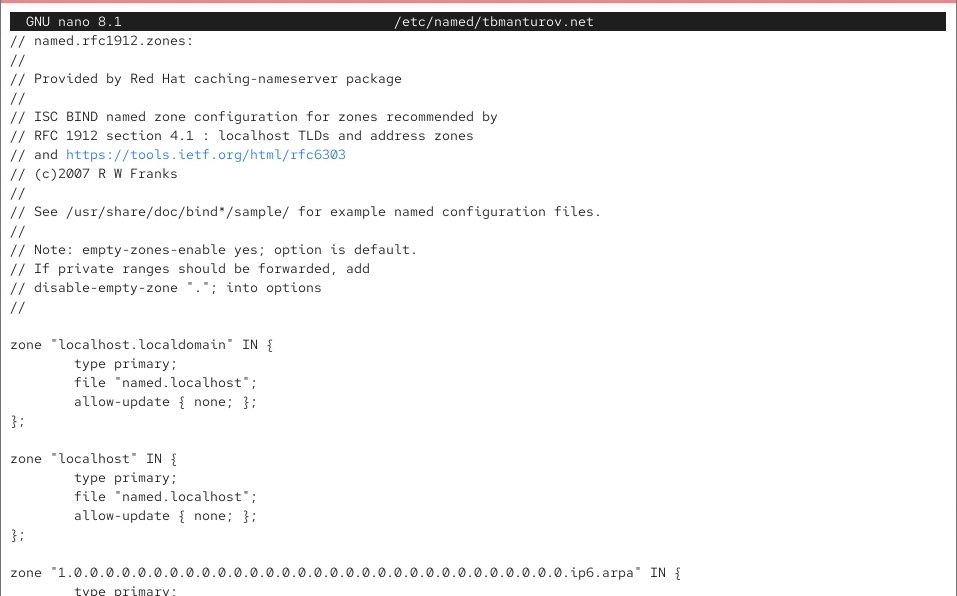 GNU nano 8.1 /etc/named/tbmanturov.net
// named.rfc1912.zones:
//
// Provided by Red Hat caching-nameserver package
//
// ISC BIND named zone configuration for zones recommended by
// RFC 1912 section 4.1 : localhost TLDs and address zones
// and https://tools.ietf.org/html/rfc6303
// (c)2007 R W Franks
//
// See /usr/share/doc/bind*/sample/ for example named configuration files.
//
// Note: empty-zones-enable yes; option is default.
// If private ranges should be forwarded, add
// disable-empty-zone "."; into options
//
zone "localhost.localdomain" IN {
type primary;
file "named.localhost";
allow-update { none; };
};
zone "localhost" IN {
type primary;
file "named.localhost";
allow-update { none; };
};
zone "1.0.0.0.0.0.0.0.0.0.0.0.0.0.0.0.0.0.0.0.0.0.0.0.0.0.0.0.0.0.0.0.ip6.arpa" IN {
type primary;